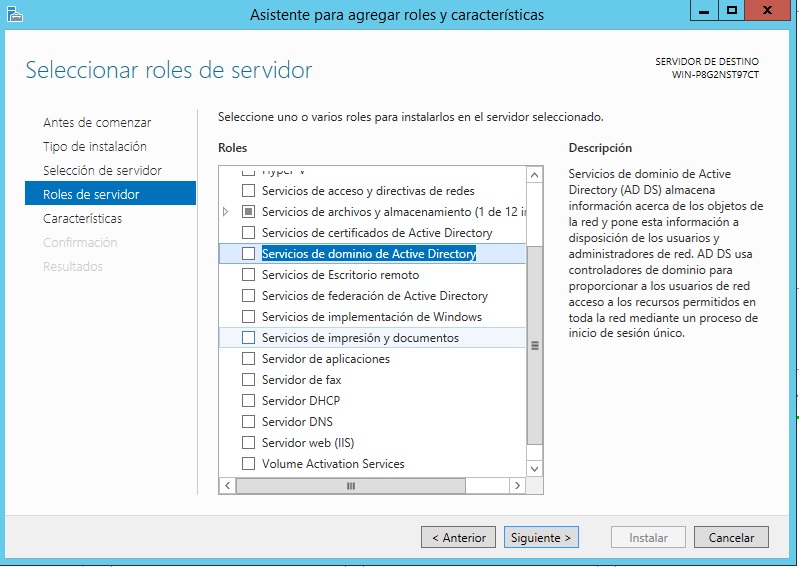 Asistente para agregar roles y características
Seleccionar roles de servidor
SERVIDOR DE DESTINO
WIN-P8G2NST97CT
Antes de comenzar
Tipo de instalación
Selección de servidor
Roles de servidor
Características
Confirmación
Resultados
Seleccione uno o varios roles para instalarlos en el servidor seleccionado.
Roles
Hyper-V
Servicios de acceso y directivas de redes
Servicios de archivos y almacenamiento (1 de 12 in
Servicios de certificados de Active Directory
Servicios de dominio de Active Directory
Servicios de Escritorio remoto
Servicios de federación de Active Directory
Servicios de implementación de Windows
Servicios de impresión y documentos
Servidor de aplicaciones
Servidor de fax
Servidor DHCP
Servidor DNS
Servidor web (IIS)
Volume Activation Services
Descripción
Servicios de dominio de Active
Directory (AD DS) almacena
información acerca de los objetos de
la red y pone esta información a
disposición de los usuarios y
administradores de red. AD DS usa
controladores de dominio para
proporcionar a los usuarios de red
acceso a los recursos permitidos en
toda la red mediante un proceso de
inicio de sesión único.
< Anterior
Siguiente >
Instalar
Cancelar